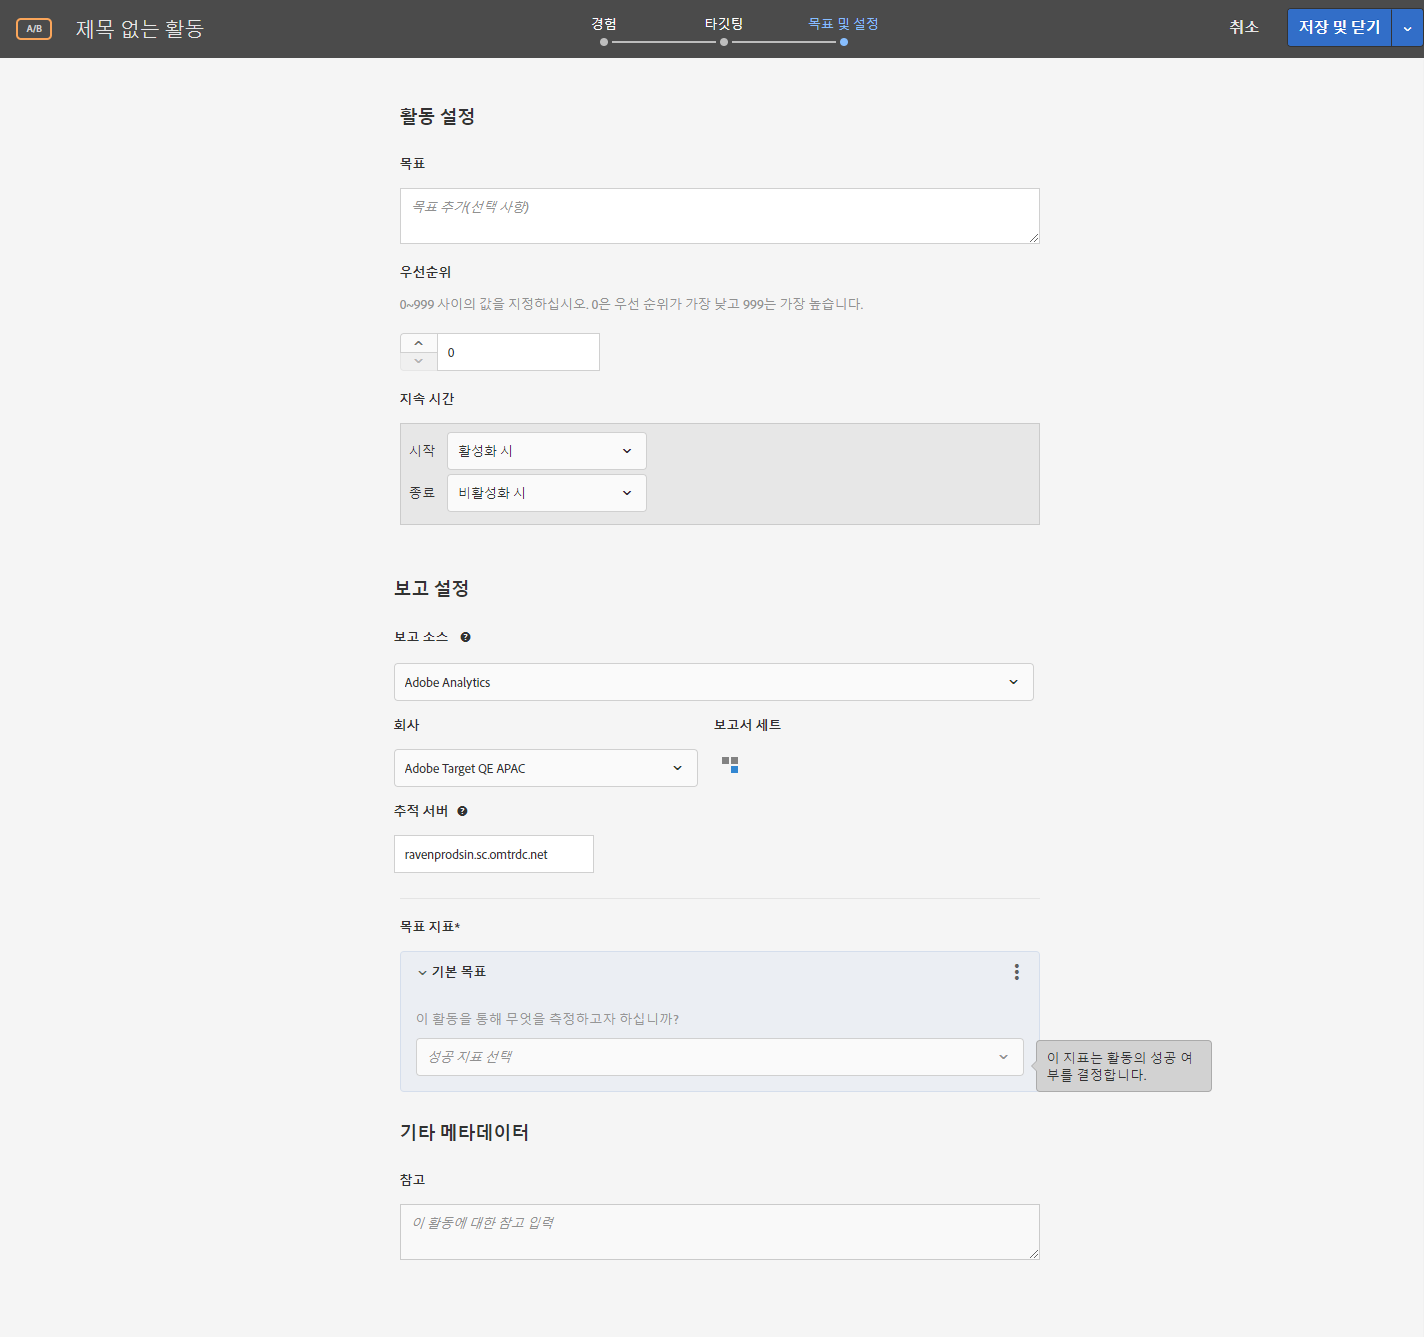 A/B
제목 없는 활동
경험
타깃팅
목표 및 설정
취소
저장 및 닫기
활동 설정
목표
목표 추가(선택 사항)
우선순위
0~999 사이의 값을 지정하십시오. 0은 우선 순위가 가장 낮고 999는 가장 높습니다.
0
지속 시간
시작
활성화 시
종료
비활성화 시
보고 설정
보고 소스
Adobe Analytics
회사
보고서 세트
Adobe Target QE APAC
추적 서버
ravenprodsin.sc.omtrdc.net
목표 지표*
기본 목표
이 활동을 통해 무엇을 측정하고자 하십니까?
성공 지표 선택
이 지표는 활동의 성공 여
부를 결정합니다.
기타 메타데이터
참고
이 활동에 대한 참고 입력